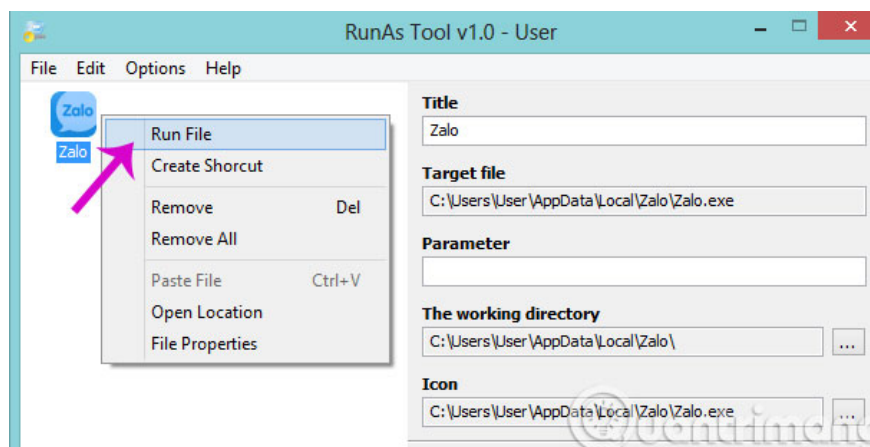 RunAs Tool v1.0 - User
File Edit Options Help
Zalo
Zalo
Run File
Create Shorcut
Remove Del
Remove All
Paste File Ctrl+V
Open Location
File Properties
Title
Zalo
Target file
C:\Users\User\AppData\Local\Zalo\Zalo.exe
Parameter
The working directory
C:\Users\User\AppData\Local\Zalo\
...
Icon
C:\Users\User\AppData\Local\Zalo\Zalo.exe
...